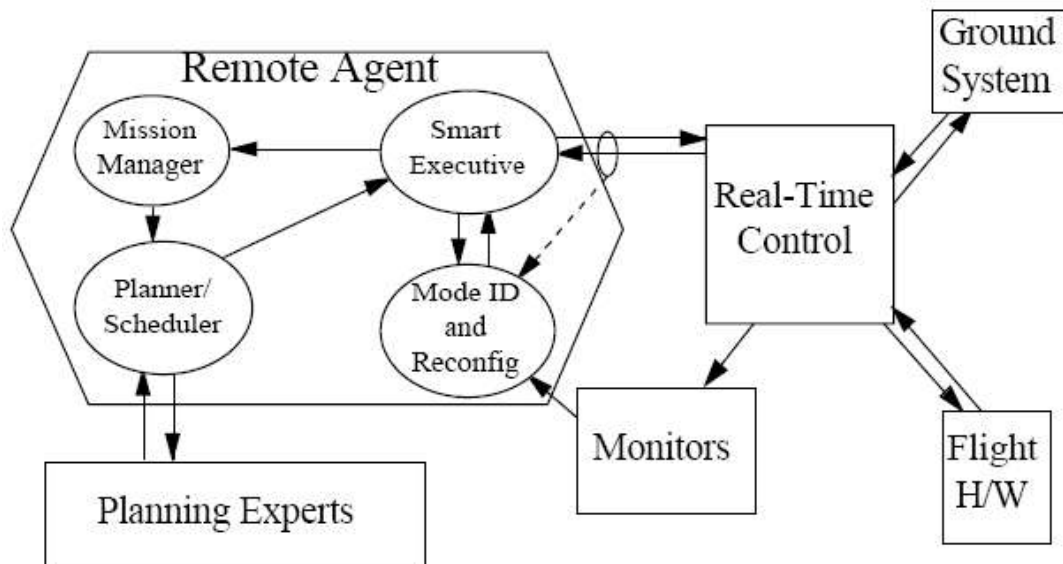 Remote Agent
Mission
Manager
Smart
Executive
Planner/
Scheduler
Mode ID
and
Reconfig
Real-Time
Control
Ground
System
Monitors
Flight
H/W
Planning Experts